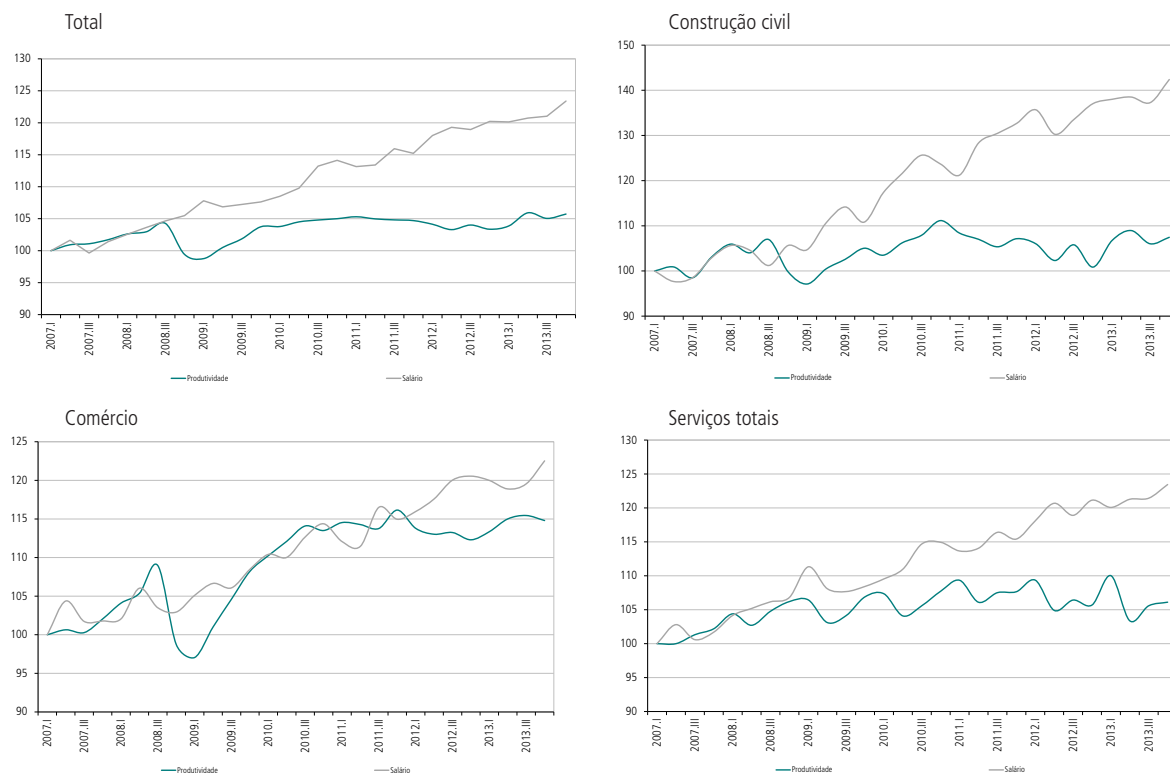 Total
130
125
120
115
110
105
100
95
90
2007.I
2007.III
2008.I
2008.III
2009.I
2009.III
2010.I
2010.III
2011.I
2011.III
2012.I
2012.III
2013.I
2013.III
Produtividade Salário
Construção civil
150
140
130
120
110
100
90
2007.I
2007.III
2008.I
2008.III
2009.I
2009.III
2010.I
2010.III
2011.I
2011.III
2012.I
2012.III
2013.I
2013.III
Produtividade Salário
Comércio
125
120
115
110
105
100
95
90
2007.I
2007.III
2008.I
2008.III
2009.I
2009.III
2010.I
2010.III
2011.I
2011.III
2012.I
2012.III
2013.I
2013.III
Produtividade Salário
Serviços totais
130
125
120
115
110
105
100
95
90
2007.I
2007.III
2008.I
2008.III
2009.I
2009.III
2010.I
2010.III
2011.I
2011.III
2012.I
2012.III
2013.I
2013.III
Produtividade Salário